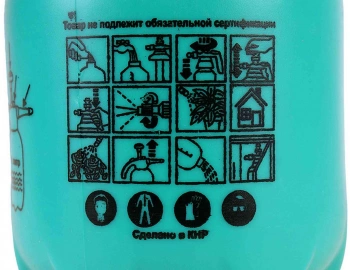 Товар не подлежит обязательной сертификации
Сделано в КНР